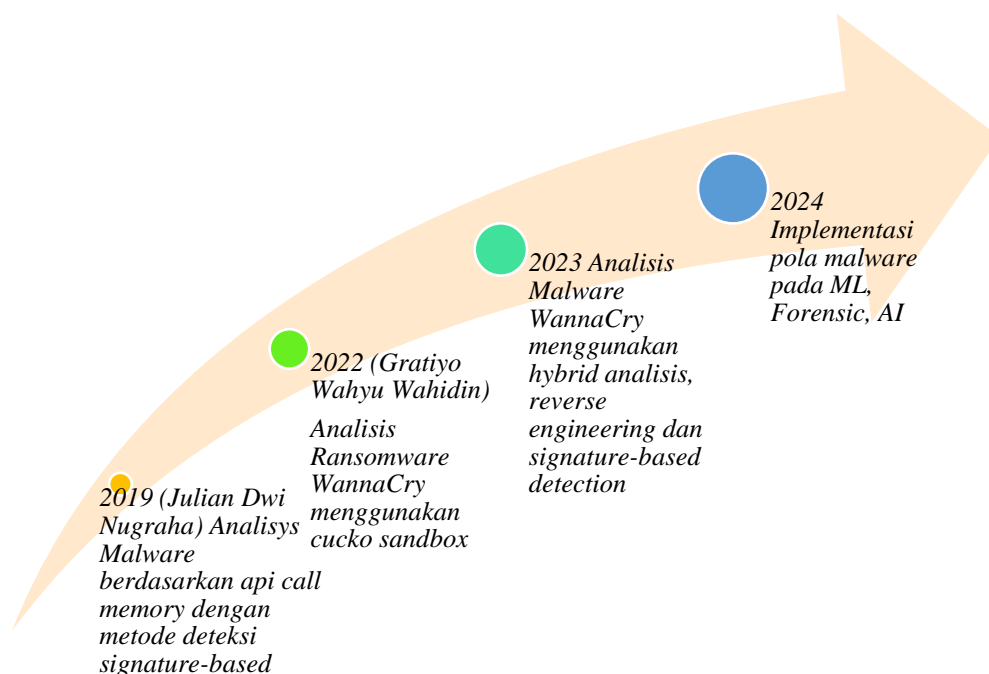 2019 (Julian Dwi
Nugraha) Analisys
Malware
berdasarkan api call
memory dengan
metode deteksi
signature-based
2022 (Gratiyo
Wahyu Wahidin)
Analisis
Ransomware
WannaCry
menggunakan
cucko sandbox
2023 Analisis
Malware
WannaCry
menggunakan
hybrid analisis,
reverse
engineering dan
signature-based
detection
2024
Implementasi
pola malware
pada ML,
Forensic, AI